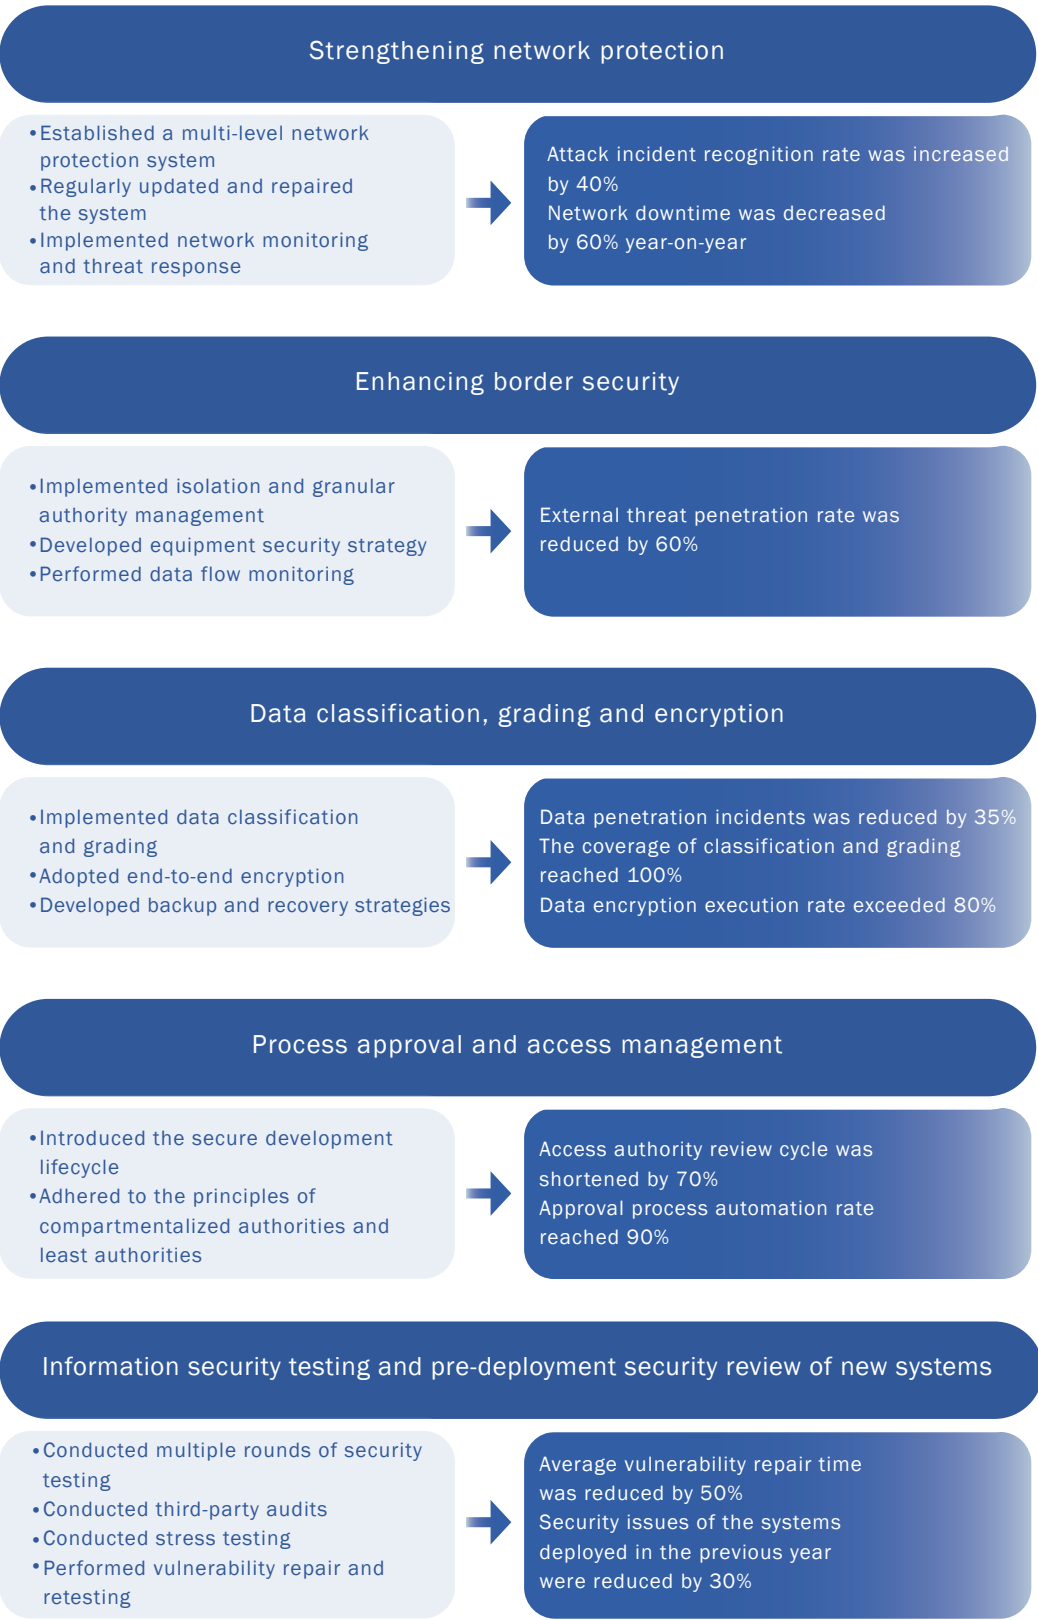 Strengthening network protection
•Established a multi-level network
protection system
•Regularly updated and repaired
the system
•Implemented network monitoring
and threat response
Attack incident recognition rate was increased
by 40%
Network downtime was decreased
by 60% year-on-year
Enhancing border security
•Implemented isolation and granular
authority management
•Developed equipment security strategy
•Performed data flow monitoring
External threat penetration rate was
reduced by 60%
Data classification, grading and encryption
•Implemented data classification
and grading
•Adopted end-to-end encryption
•Developed backup and recovery strategies
Data penetration incidents was reduced by 35%
The coverage of classification and grading
reached 100%
Data encryption execution rate exceeded 80%
Process approval and access management
•Introduced the secure development
lifecycle
•Adhered to the principles of
compartmentalized authorities and
least authorities
Access authority review cycle was
shortened by 70%
Approval process automation rate
reached 90%
Information security testing and pre-deployment security review of new systems
•Conducted multiple rounds of security
testing
•Conducted third-party audits
•Conducted stress testing
•Performed vulnerability repair and
retesting
Average vulnerability repair time
was reduced by 50%
Security issues of the systems
deployed in the previous year
were reduced by 30%